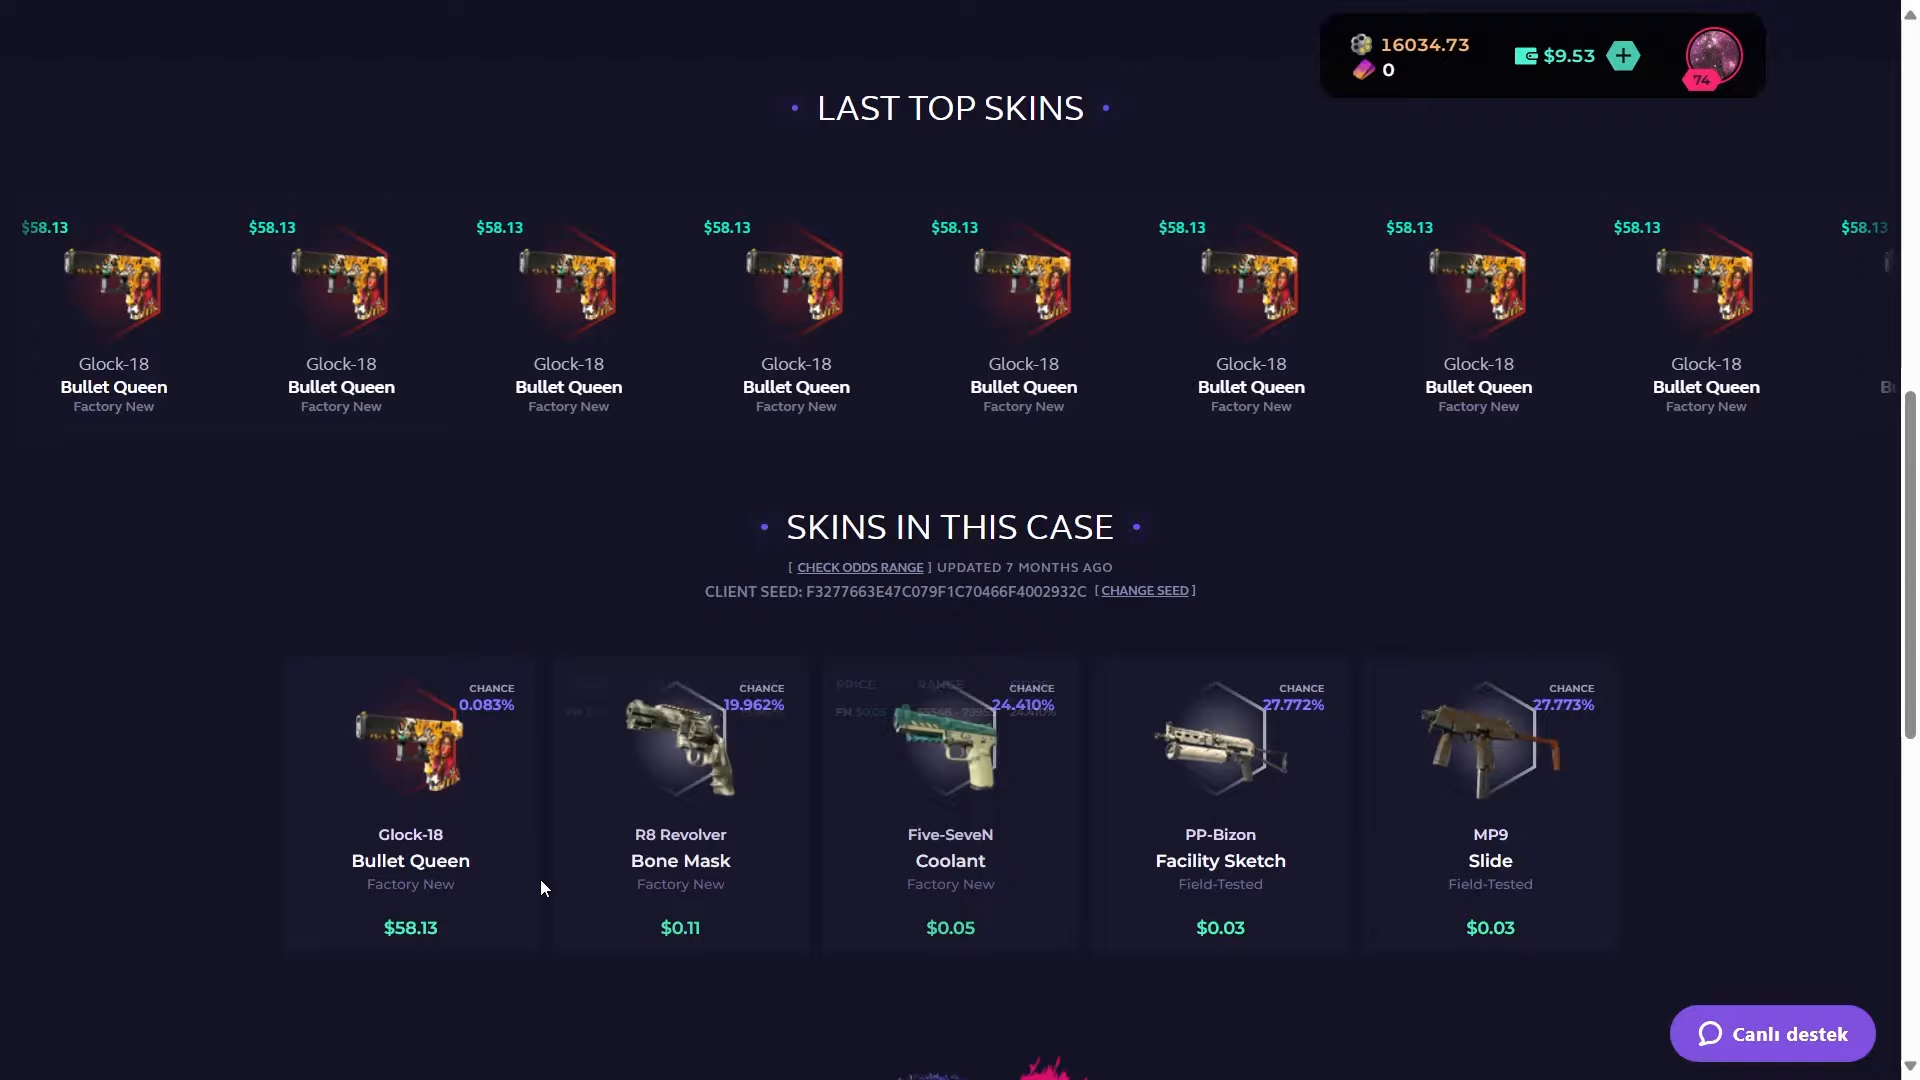 16034.73
0
$9.53
74
LAST TOP SKINS
$58.13 $58.13 $58.13 $58.13 $58.13 $58.13 $58.13 $58.13 $58.13
Glock-18 Glock-18 Glock-18 Glock-18 Glock-18 Glock-18 Glock-18 Glock-18
Bullet Queen Bullet Queen Bullet Queen Bullet Queen Bullet Queen Bullet Queen Bullet Queen Bullet Queen
Factory New Factory New Factory New Factory New Factory New Factory New Factory New Factory New
SKINS IN THIS CASE
[ CHECK ODDS RANGE ] UPDATED 7 MONTHS AGO
CLIENT SEED: F3277663E47C079F1C70466F4002932C [ CHANGE SEED ]
CHANCE
0.083%
Glock-18
Bullet Queen
Factory New
$58.13
CHANCE
19.962%
R8 Revolver
Bone Mask
Factory New
$0.11
PRICE RANGE
FN $0.05
CHANCE
24.410%
Five-SeveN
Coolant
Factory New
$0.05
CHANCE
27.772%
PP-Bizon
Facility Sketch
Field-Tested
$0.03
CHANCE
27.773%
MP9
Slide
Field-Tested
$0.03
Canlı destek